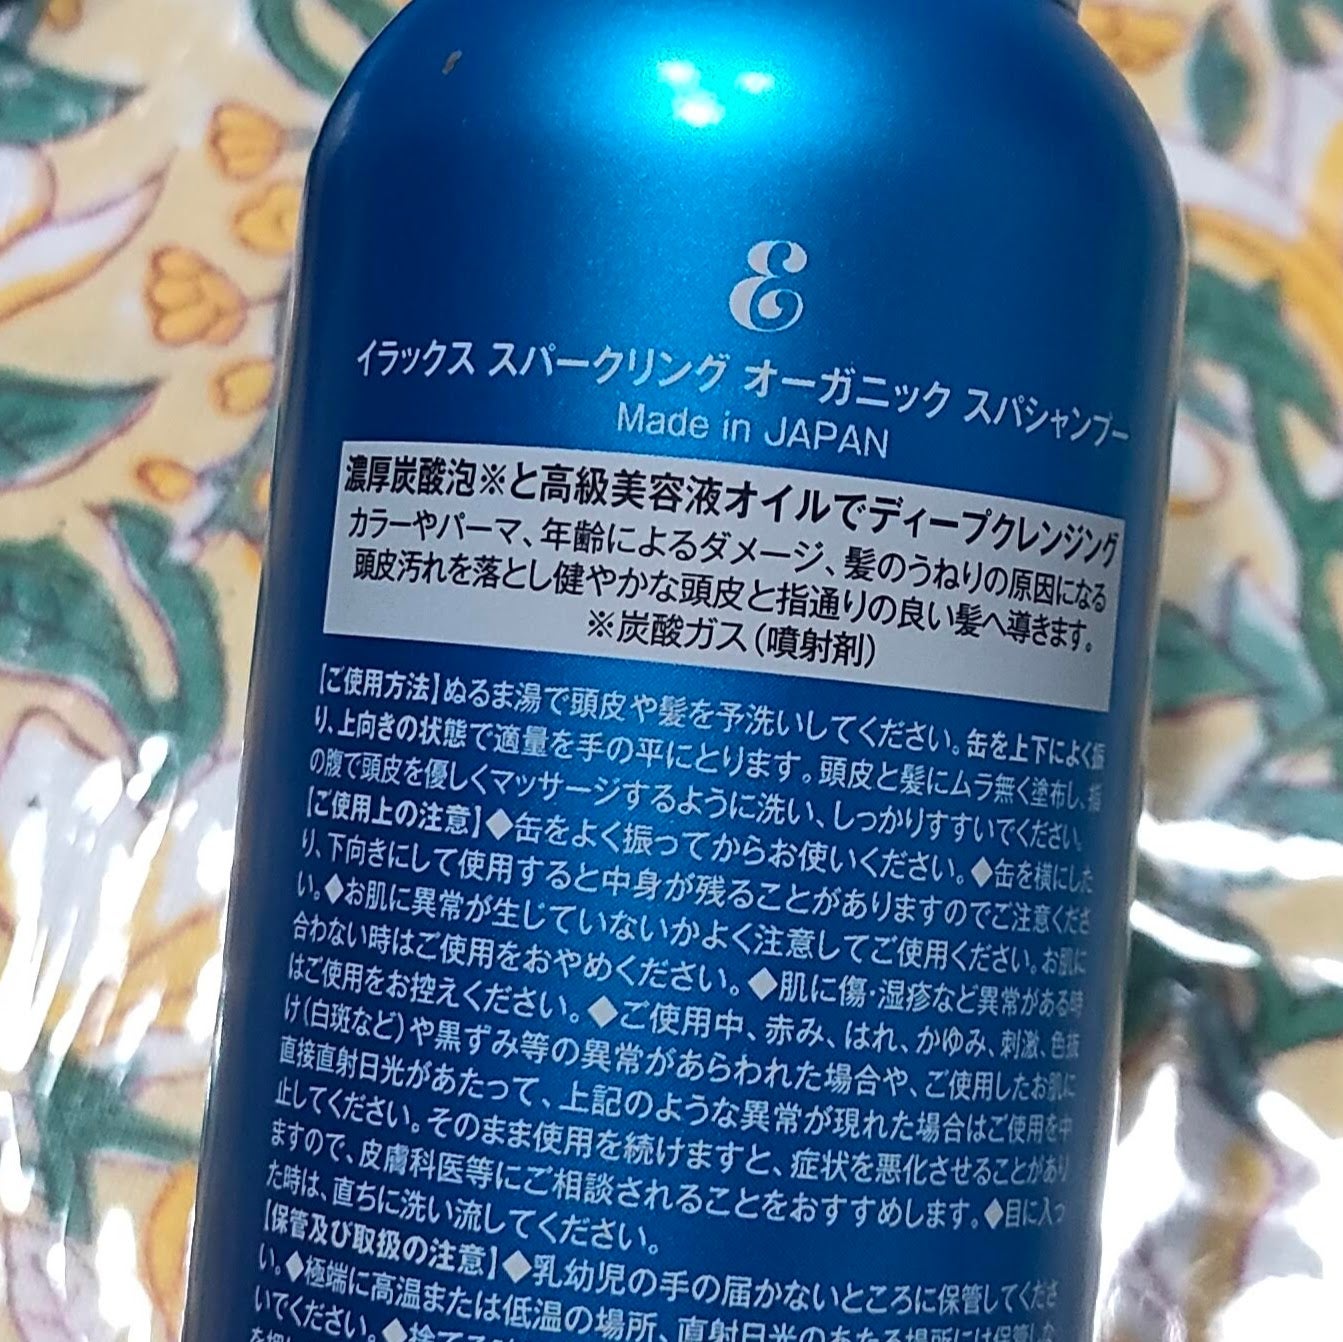 ε
イラックス スパークリング オーガニック スパシャンプー
Made in JAPAN
濃厚炭酸泡※と高級美容液オイルでディープクレンジング
カラーやパーマ、年齢によるダメージ、髪のうねりの原因になる
頭皮汚れを落とし健やかな頭皮と指通りの良い髪へ導きます。
※炭酸ガス(噴射剤)
【ご使用方法】ぬるま湯で頭皮や髪を予洗いしてください。缶を上下によく振
り、上向きの状態で適量を手の平にとります。頭皮と髪にムラ無く塗布し、指
の腹で頭皮を優しくマッサージするように洗い、しっかりすすいでください。
【ご使用上の注意】◆缶をよく振ってからお使いください。◆缶を横にした
り、下向きにして使用すると中身が残ることがありますのでご注意くださ
い。◆お肌に異常が生じていないかよく注意してご使用ください。お肌に
合わない時はご使用をおやめください。◆肌に傷・湿疹など異常がある時
はご使用をお控えください。◆ご使用中、赤み、はれ、かゆみ、刺激、色抜
け(白斑など)や黒ずみ等の異常があらわれた場合や、ご使用したお肌に
直接直射日光があたって、上記のような異常が現れた場合はご使用を中
止してください。そのまま使用を続けますと、症状を悪化させることがあり
ますので、皮膚科医等にご相談されることをおすすめします。◆目に入っ
た時は、直ちに洗い流してください。
【保管及び取扱の注意】◆乳幼児の手の届かないところに保管してくださ
い。◆極端に高温または低温の場所、直射日光のあたる場所には保管しな
いでください。